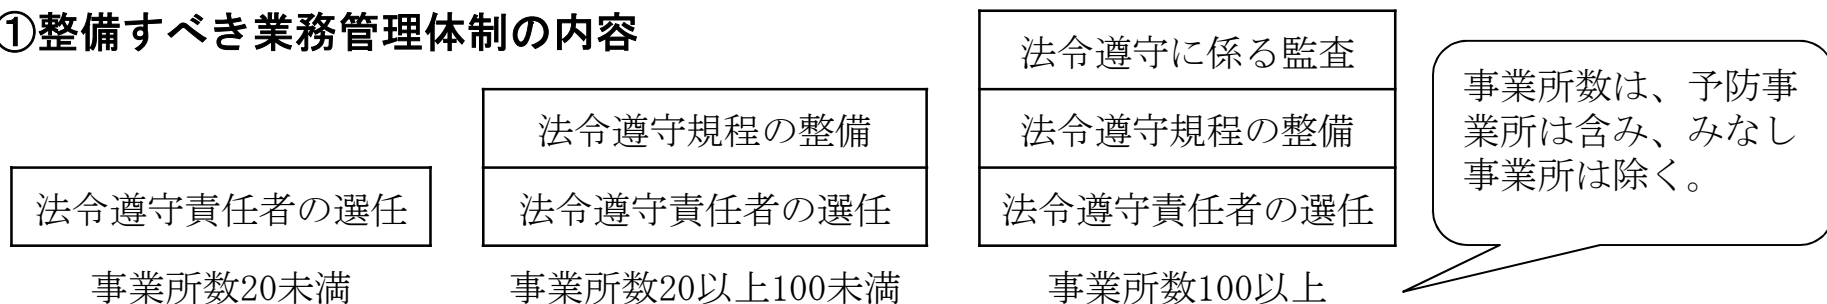 ①整備すべき業務管理体制の内容
法令遵守責任者の選任
事業所数20未満
法令遵守規程の整備
法令遵守責任者の選任
事業所数20以上100未満
法令遵守に係る監査
法令遵守規程の整備
法令遵守責任者の選任
事業所数100以上
事業所数は、予防事
業所は含み、みなし
事業所は除く。